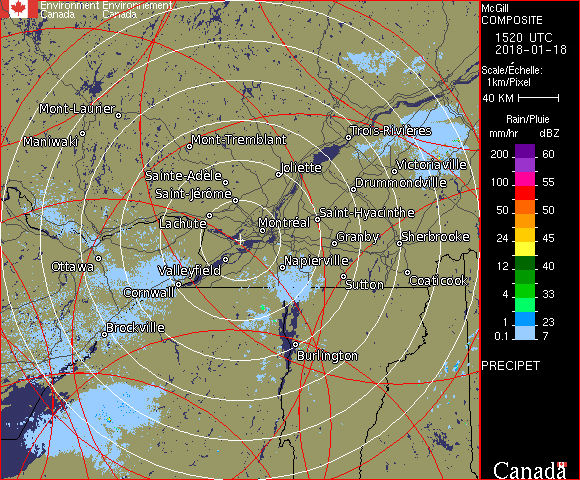 Environment Environnement
Canada Canada
McGill
COMPOSITE
1520 UTC
2018-01-18
Scale/Échelle:
1km/Pixel
40 KM
Rain/Pluie
mm/hr dBZ
200 60
100 55
50 50
24 45
12 40
4 33
1 23
0.1 7
PRECIPET
Mont-Laurier
Maniwaki
Mont-Tremblant
Trois-Rivières
Joliette
Victoriaville
Sainte-Adèle
Drummondville
Saint-Jérôme
Saint-Hyacinthe
Lachute
Montréal
Granby
Sherbrooke
Ottawa
Valleyfield
Napierville
Cornwall
Sutton
Coaticook
Brockville
Burlington
Canada